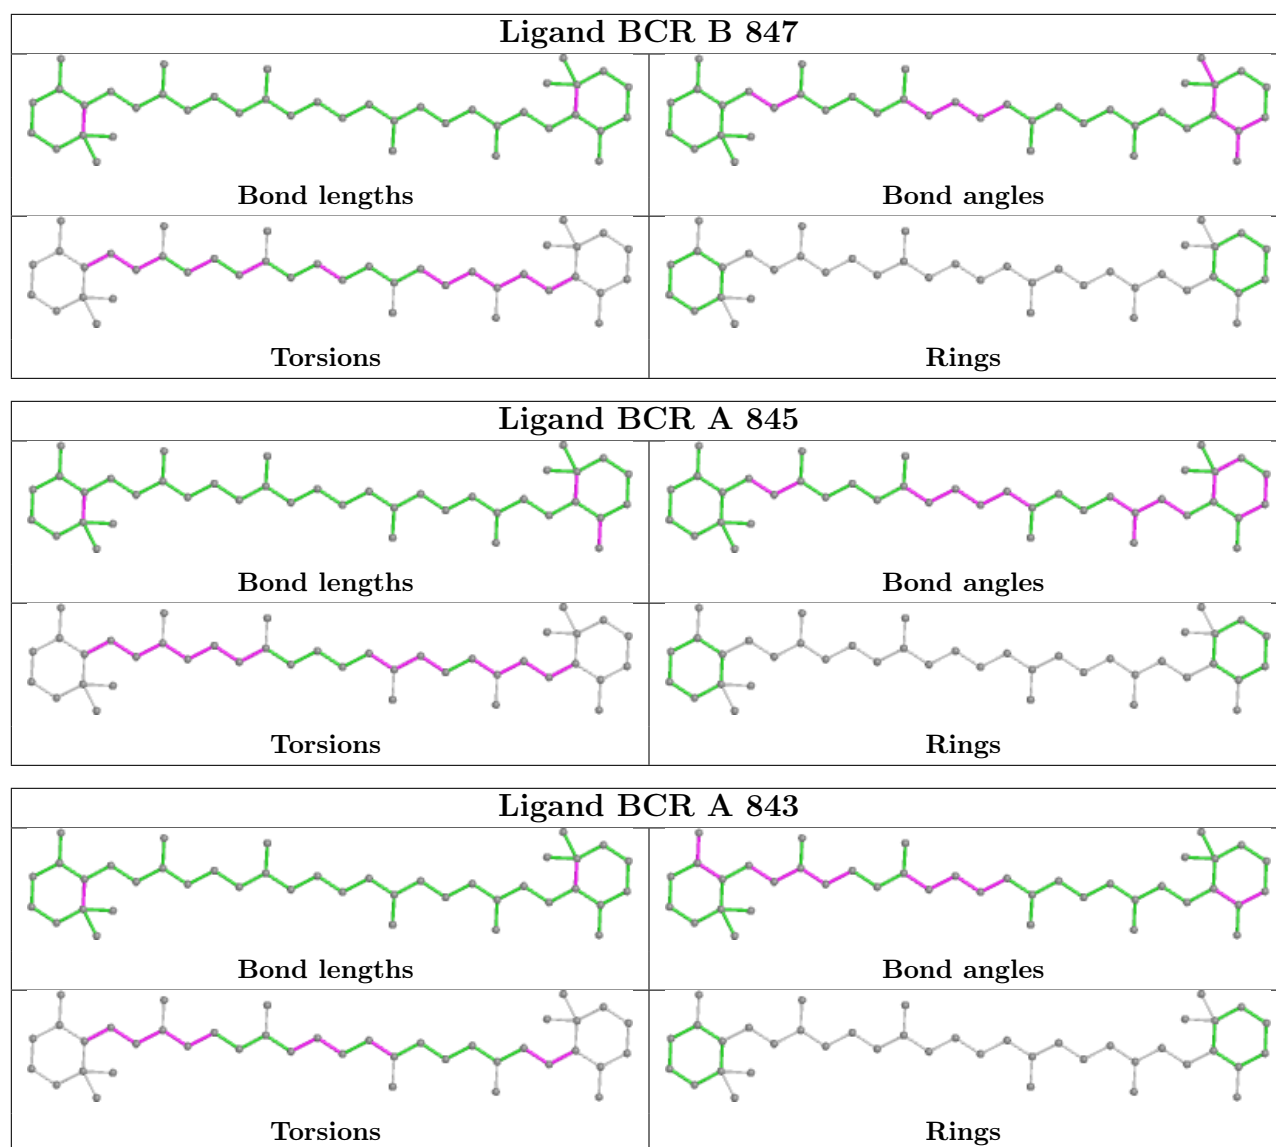 Ligand BCR B 847
Bond lengths
Bond angles
Torsions
Rings
Ligand BCR A 845
Bond lengths
Bond angles
Torsions
Rings
Ligand BCR A 843
Bond lengths
Bond angles
Torsions
Rings